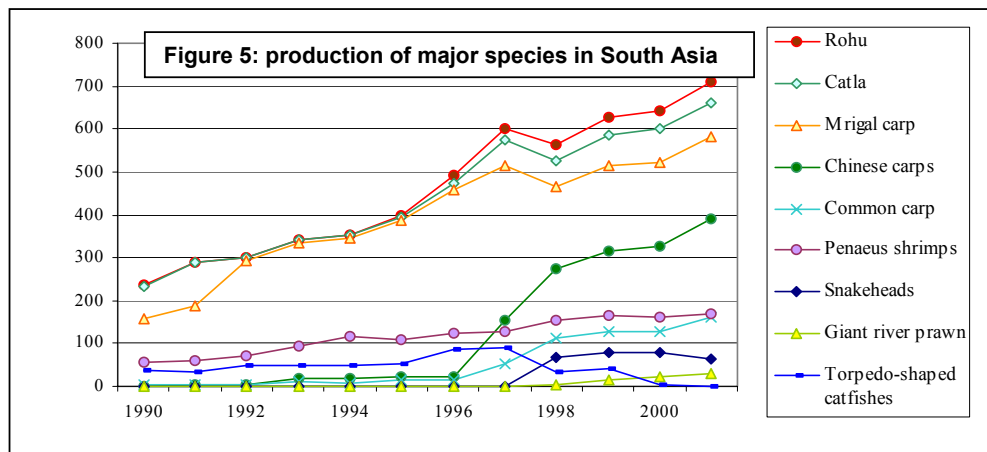 Figure 5: production of major species in South Asia
800
700
600
500
400
300
200
100
0
1990
1992
1994
1996
1998
2000
Rohu
Catla
Mrigal carp
Chinese carps
Common carp
Penaeus shrimps
Snakeheads
Giant river prawn
Torpedo-shaped
catfishes